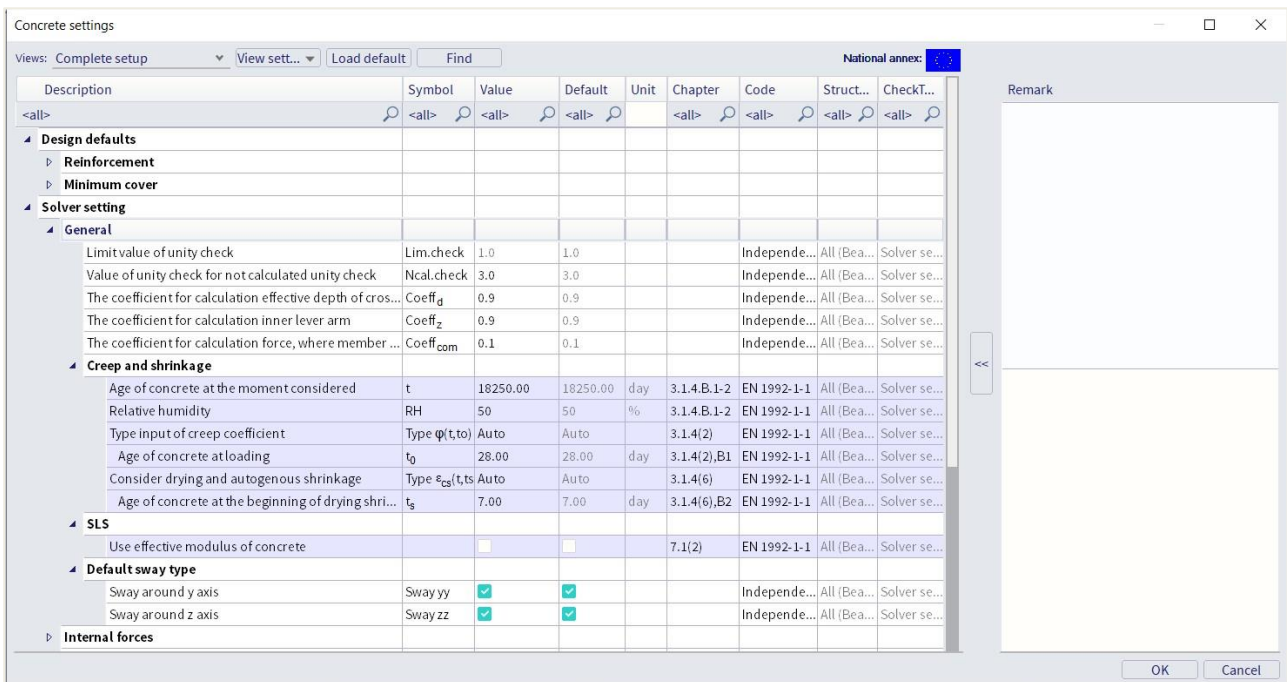 Concrete settings
Views: Complete setup View sett... Load default Find National annex:
Description Symbol Value Default Unit Chapter Code Struct... CheckT... Remark
<all> <all> <all> <all> <all> <all> <all> <all>
Design defaults
Reinforcement
Minimum cover
Solver setting
General
Limit value of unity check Lim.check 1.0 1.0 Independe... All (Bea... Solver se...
Value of unity check for not calculated unity check Ncal.check 3.0 3.0 Independe... All (Bea... Solver se...
The coefficient for calculation effective depth of cros... Coeff_d 0.9 0.9 Independe... All (Bea... Solver se...
The coefficient for calculation inner lever arm Coeff_z 0.9 0.9 Independe... All (Bea... Solver se...
The coefficient for calculation force, where member ... Coeff_com 0.1 0.1 Independe... All (Bea... Solver se...
<<
Creep and shrinkage
Age of concrete at the moment considered t 18250.00 18250.00 day 3.1.4.B.1-2 EN 1992-1-1 All (Bea... Solver se...
Relative humidity RH 50 50 % 3.1.4.B.1-2 EN 1992-1-1 All (Bea... Solver se...
Type input of creep coefficient Type φ(t,to) Auto Auto 3.1.4(2) EN 1992-1-1 All (Bea... Solver se...
Age of concrete at loading t₀ 28.00 28.00 day 3.1.4(2),B1 EN 1992-1-1 All (Bea... Solver se...
Consider drying and autogenous shrinkage Type ε_cs(t,ts Auto Auto 3.1.4(6) EN 1992-1-1 All (Bea... Solver se...
Age of concrete at the beginning of drying shri... t_s 7.00 7.00 day 3.1.4(6),B2 EN 1992-1-1 All (Bea... Solver se...
SLS
Use effective modulus of concrete 7.1(2) EN 1992-1-1 All (Bea... Solver se...
Default sway type
Sway around y axis Sway yy Independe... All (Bea... Solver se...
Sway around z axis Sway zz Independe... All (Bea... Solver se...
Internal forces
OK Cancel